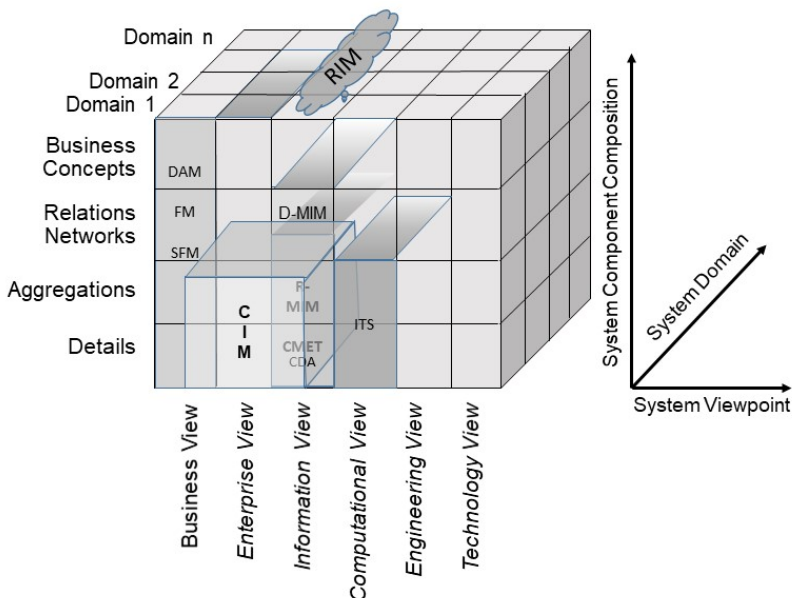 Domain n
RIM
Domain 2
Domain 1
Business
Concepts
DAM
Relations
Networks
FM
D-MIM
SFM
Aggregations
R-
MIM
C
I
M
ITS
Details
CMET
CDA
Business View
Enterprise View
Information View
Computational View
Engineering View
Technology View
System Component Composition
System Domain
System Viewpoint